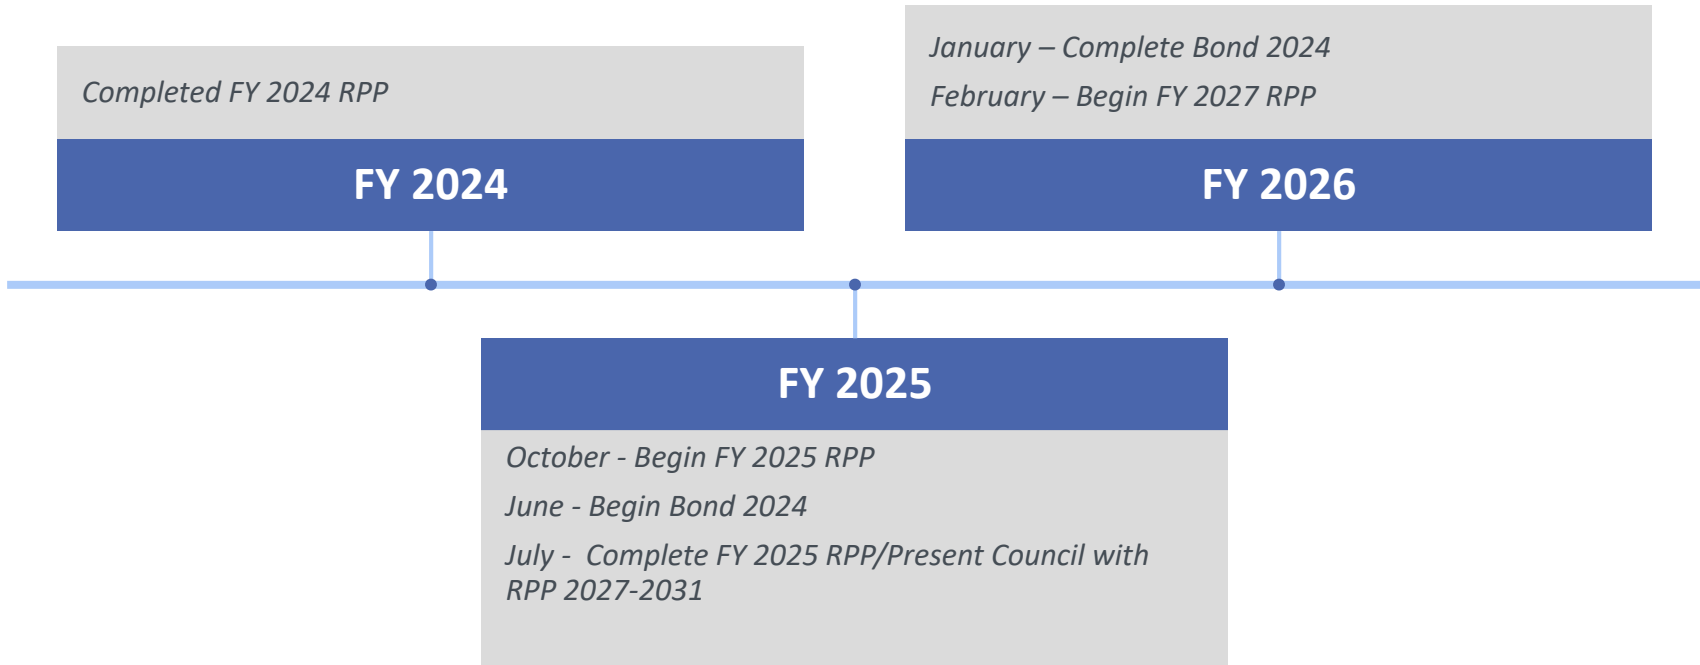 Completed FY 2024 RPP
FY 2024
January – Complete Bond 2024
February – Begin FY 2027 RPP
FY 2026
FY 2025
October - Begin FY 2025 RPP
June - Begin Bond 2024
July -  Complete FY 2025 RPP/Present Council with
RPP 2027-2031